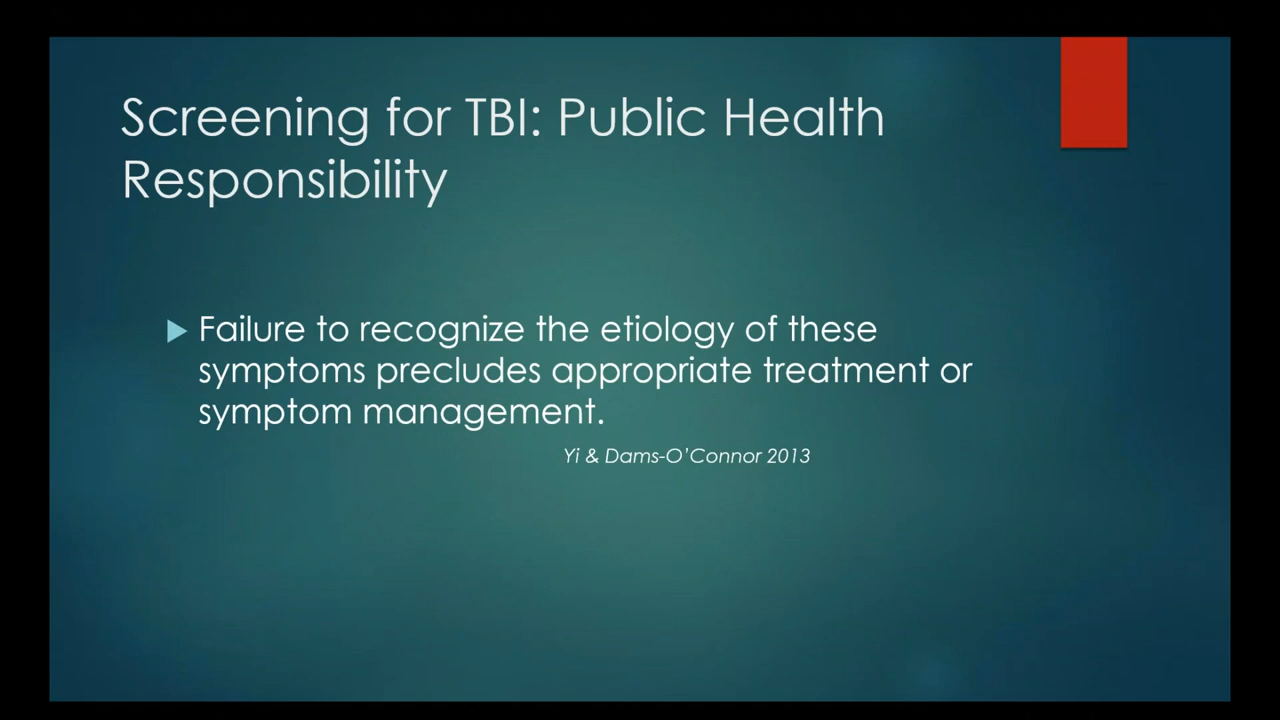 Screening for TBI: Public Health
Responsibility
Failure to recognize the etiology of these
symptoms precludes appropriate treatment or
symptom management.
Yi & Dams-O’Connor 2013